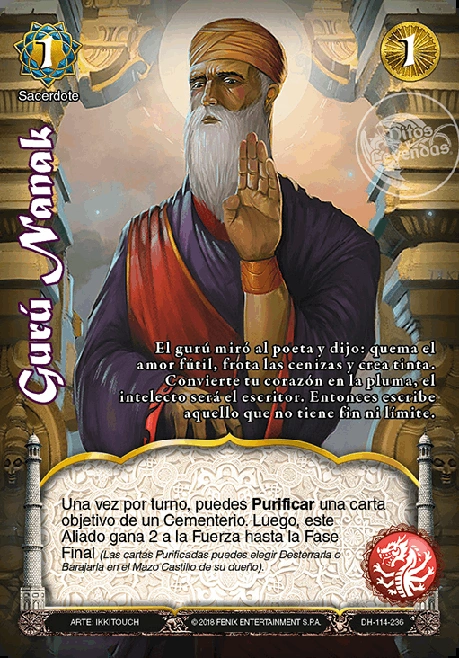 1
1
Sacerdote
Mitos y Leyendas
Gurú Nanak
El gurú miró al poeta y dijo: quema el
amor fútil, frota las cenizas y crea tinta.
Convierte tu corazón en la pluma, el
intelecto será el escritor. Entonces escribe
aquello que no tiene fin ni límite.
Una vez por turno, puedes Purificar una carta
objetivo de un Cementerio. Luego, este
Aliado gana 2 a la Fuerza hasta la Fase
Final (Las cartas Purificadas puedes elegir Desterrarla o
Barajarla en el Mazo Castillo de su dueño).
ARTE: IKKITOUCH
©2018 FENIX ENTERTAINMENT S.P.A.
DH-114-236